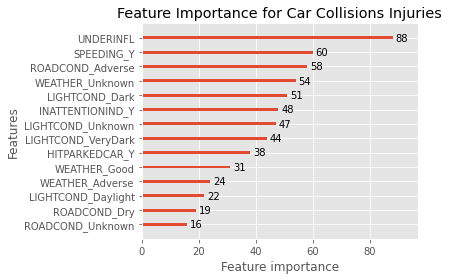 Feature Importance for Car Collisions Injuries
Features
UNDERINFL 88
SPEEDING_Y 60
ROADCOND_Adverse 58
WEATHER_Unknown 54
LIGHTCOND_Dark 51
INATTENTIONIND_Y 48
LIGHTCOND_Unknown 47
LIGHTCOND_VeryDark 44
HITPARKEDCAR_Y 38
WEATHER_Good 31
WEATHER_Adverse 24
LIGHTCOND_Daylight 22
ROADCOND_Dry 19
ROADCOND_Unknown 16
0 20 40 60 80
Feature importance